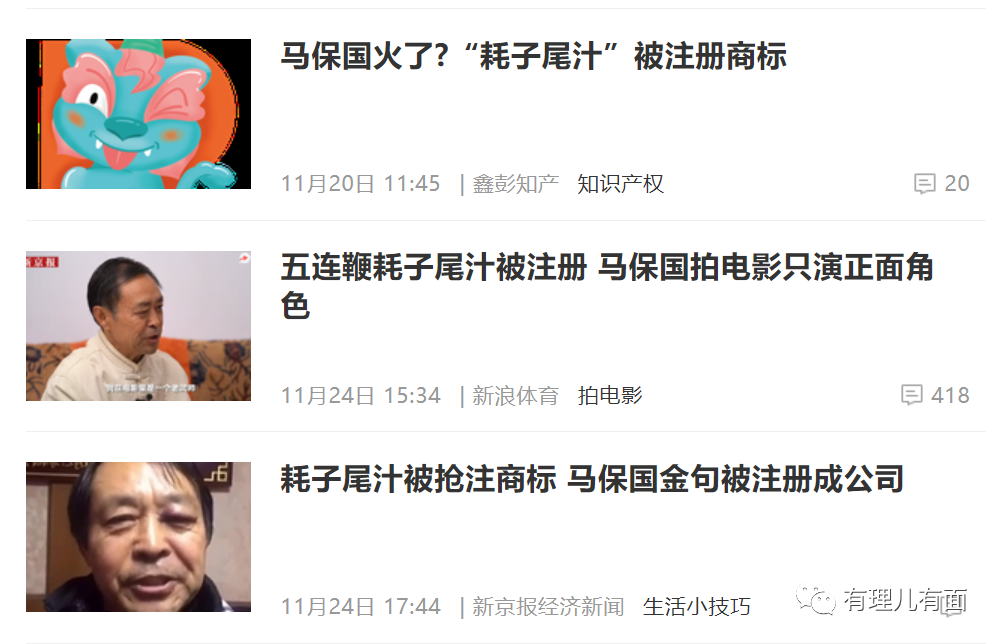 马保国火了?“耗子尾汁”被注册商标
11月20日 11:45 | 鑫彭知产 知识产权 20
新京报
五连鞭耗子尾汁被注册 马保国拍电影只演正面角
色
11月24日 15:34 | 新浪体育 拍电影 418
耗子尾汁被抢注商标 马保国金句被注册成公司
11月24日 17:44 | 新京报经济新闻 生活小技巧
有理儿有面